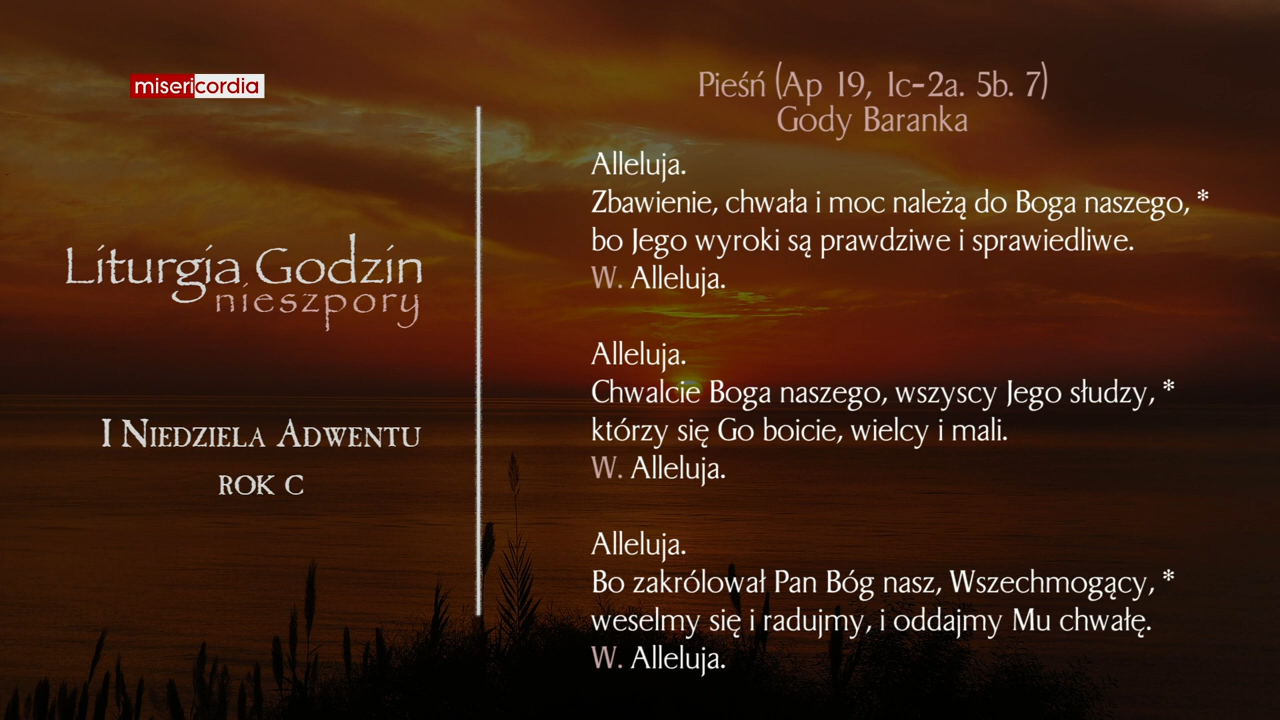 misericordia
Liturgia Godzin
nieszpory
I Niedziela Adwentu
rok C
Pieśń (Ap 19, 1c-2a. 5b. 7)
Gody Baranka
Alleluja.
Zbawienie, chwała i moc należą do Boga naszego, *
bo Jego wyroki są prawdziwe i sprawiedliwe.
W. Alleluja.
Alleluja.
Chwalcie Boga naszego, wszyscy Jego słudzy, *
którzy się Go boicie, wielcy i mali.
W. Alleluja.
Alleluja.
Bo zakrólował Pan Bóg nasz, Wszechmogący, *
weselmy się i radujmy, i oddajmy Mu chwałę.
W. Alleluja.